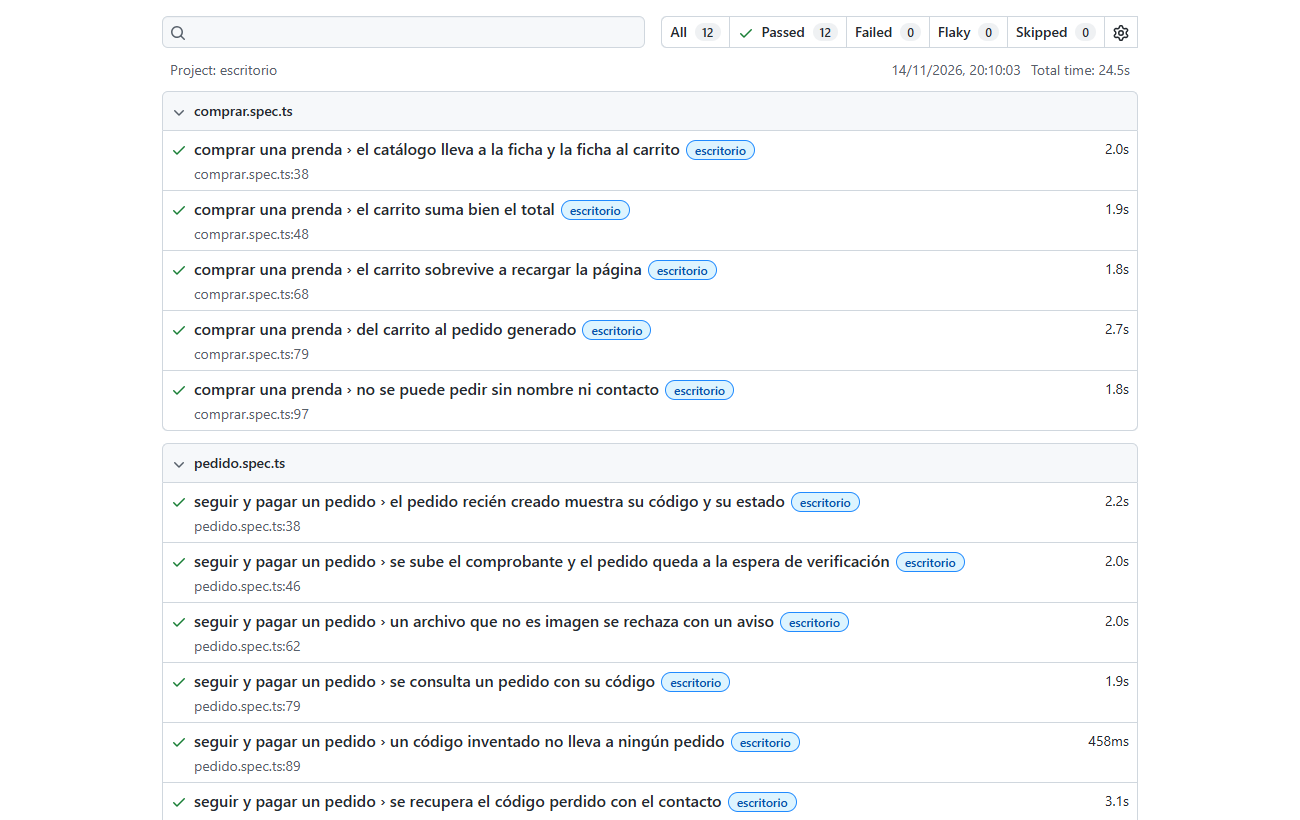 All 12 Passed 12 Failed 0 Flaky 0 Skipped 0
Project: escritorio 14/11/2026, 20:10:03 Total time: 24.5s
comprar.spec.ts
comprar una prenda › el catálogo lleva a la ficha y la ficha al carrito escritorio 2.0s
comprar.spec.ts:38
comprar una prenda › el carrito suma bien el total escritorio 1.9s
comprar.spec.ts:48
comprar una prenda › el carrito sobrevive a recargar la página escritorio 1.8s
comprar.spec.ts:68
comprar una prenda › del carrito al pedido generado escritorio 2.7s
comprar.spec.ts:79
comprar una prenda › no se puede pedir sin nombre ni contacto escritorio 1.8s
comprar.spec.ts:97
pedido.spec.ts
seguir y pagar un pedido › el pedido recién creado muestra su código y su estado escritorio 2.2s
pedido.spec.ts:38
seguir y pagar un pedido › se sube el comprobante y el pedido queda a la espera de verificación escritorio 2.0s
pedido.spec.ts:46
seguir y pagar un pedido › un archivo que no es imagen se rechaza con un aviso escritorio 2.0s
pedido.spec.ts:62
seguir y pagar un pedido › se consulta un pedido con su código escritorio 1.9s
pedido.spec.ts:79
seguir y pagar un pedido › un código inventado no lleva a ningún pedido escritorio 458ms
pedido.spec.ts:89
seguir y pagar un pedido › se recupera el código perdido con el contacto escritorio 3.1s